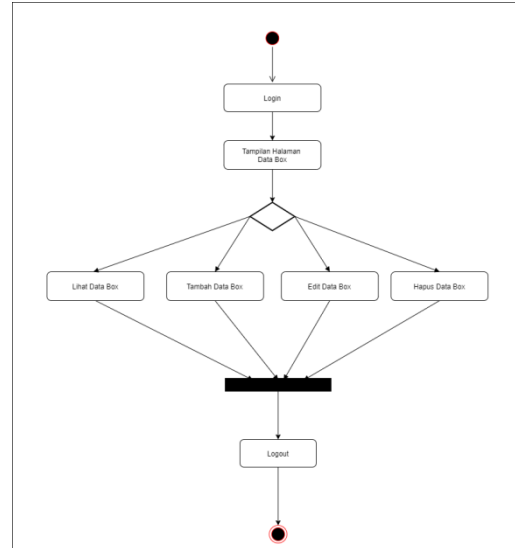 Login
Tampilan Halaman
Data Box
Lihat Data Box
Tambah Data Box
Edit Data Box
Hapus Data Box
Logout